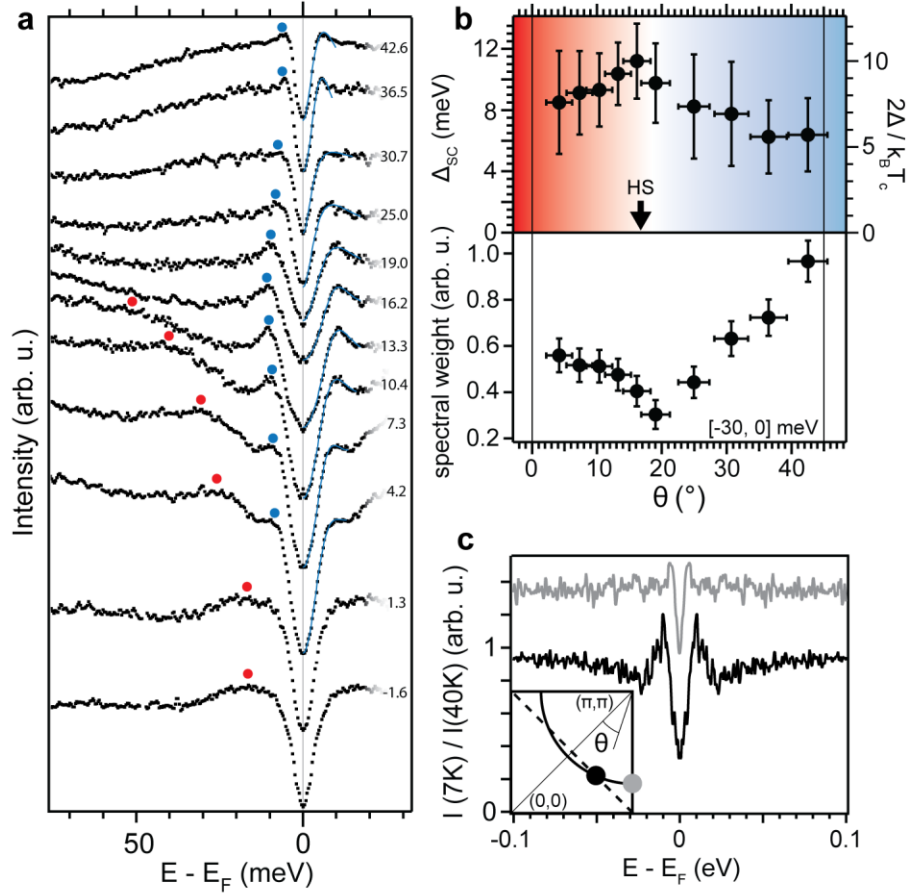 a
42.6
36.5
30.7
25.0
19.0
16.2
13.3
10.4
7.3
4.2
1.3
-1.6
Intensity (arb. u.)
50
0
E - E_F (meV)
b
12
8
4
0
Δ_SC (meV)
10
5
0
2Δ / k_B T_c
HS
1.0
0.8
0.6
0.4
0.2
spectral weight (arb. u.)
[-30, 0] meV
0
10
20
30
40
θ (°)
c
I (7K) / I(40K) (arb. u.)
1
0
(π,π)
θ
(0,0)
-0.1
0
0.1
E - E_F (eV)